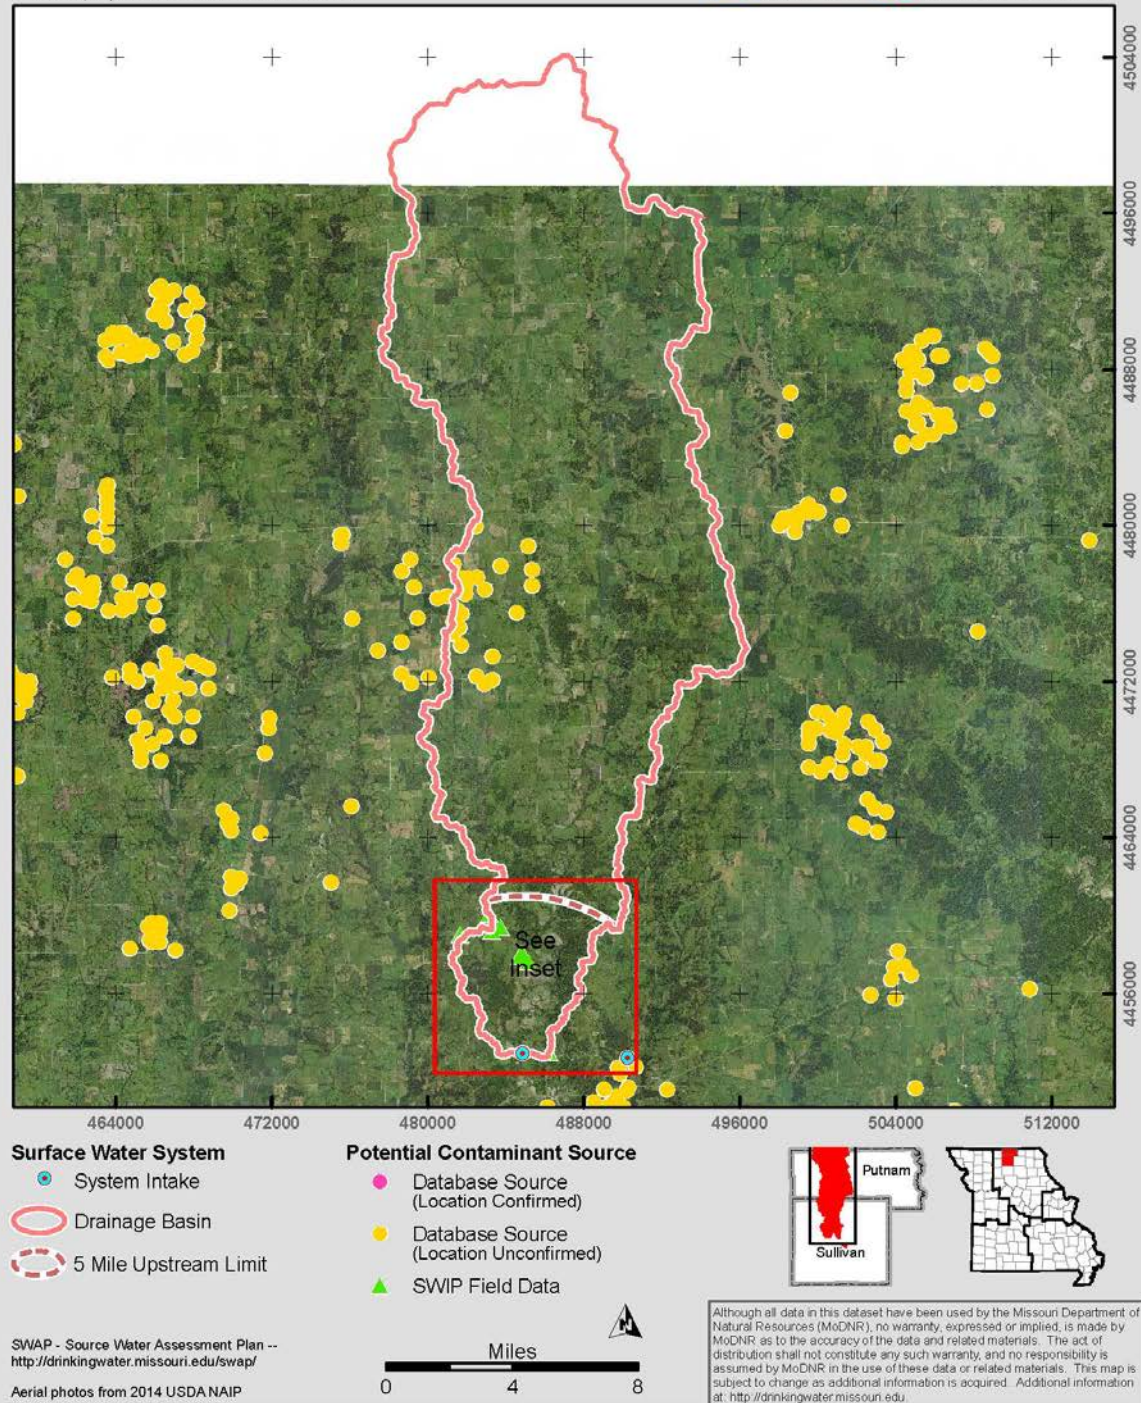 4504000
4496000
4488000
4480000
4472000
4464000
4456000
See
Inset
464000
472000
480000
488000
496000
504000
512000
Surface Water System
System Intake
Drainage Basin
5 Mile Upstream Limit
Potential Contaminant Source
Database Source
(Location Confirmed)
Database Source
(Location Unconfirmed)
SWIP Field Data
Putnam
Sullivan
N
Miles
0
4
8
SWAP - Source Water Assessment Plan --
http://drinkingwater.missouri.edu/swap/
Aerial photos from 2014 USDA NAIP
Although all data in this dataset have been used by the Missouri Department of
Natural Resources (MoDNR), no warranty, expressed or implied, is made by
MoDNR as to the accuracy of the data and related materials. The act of
distribution shall not constitute any such warranty, and no responsibility is
assumed by MoDNR in the use of these data or related materials. This map is
subject to change as additional information is acquired. Additional information
at: http://drinkingwater.missouri.edu.